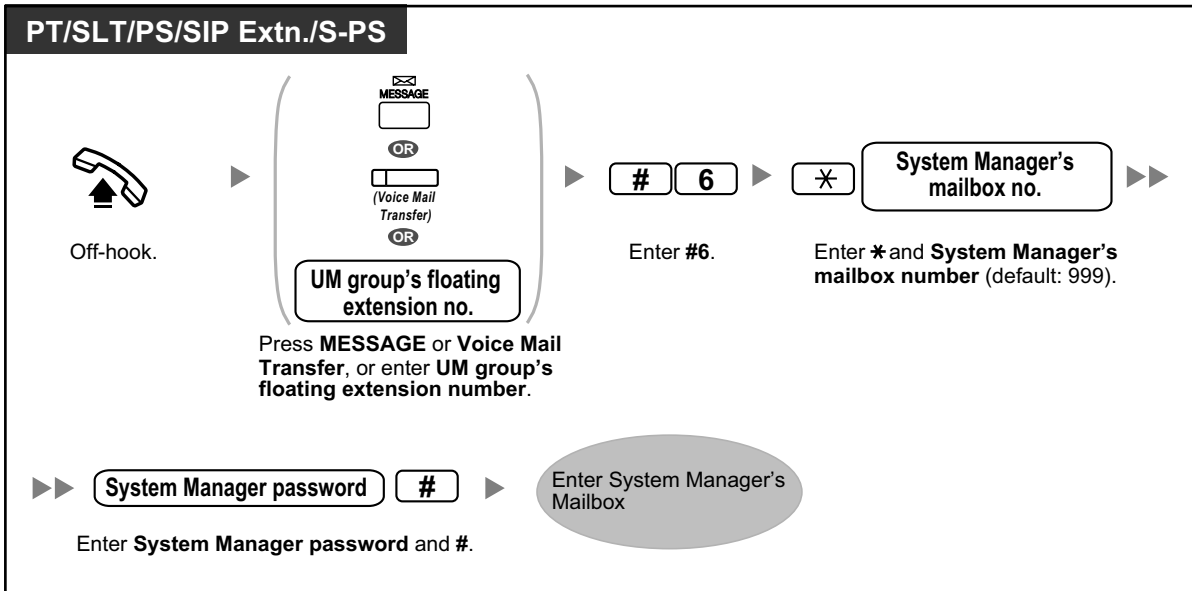 PT/SLT/PS/SIP Extn./S-PS
MESSAGE
OR
(Voice Mail
Transfer)
OR
UM group's floating
extension no.
# 6
* System Manager's
mailbox no.
Off-hook.
Press MESSAGE or Voice Mail
Transfer, or enter UM group's
floating extension number.
Enter #6.
Enter * and System Manager's
mailbox number (default: 999).
System Manager password #
Enter System Manager's
Mailbox
Enter System Manager password and #.